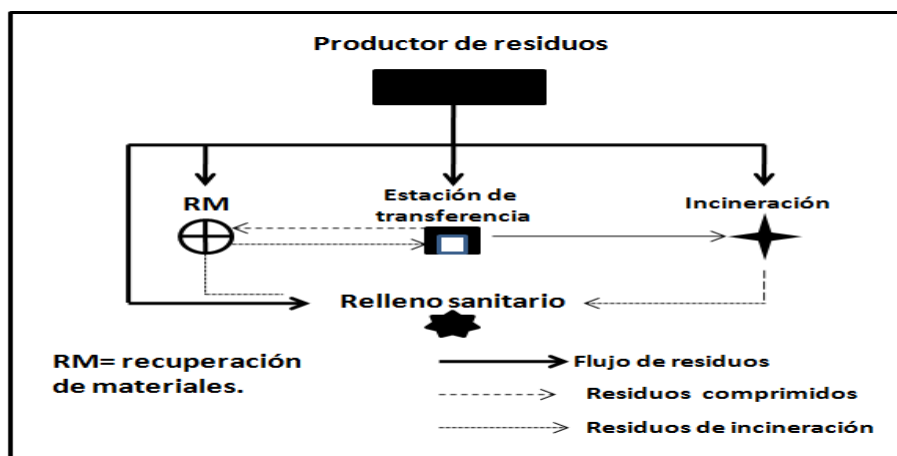 Productor de residuos
RM
Estación de
transferencia
Incineración
Relleno sanitario
RM= recuperación
de materiales.
Flujo de residuos
Residuos comprimidos
Residuos de incineración